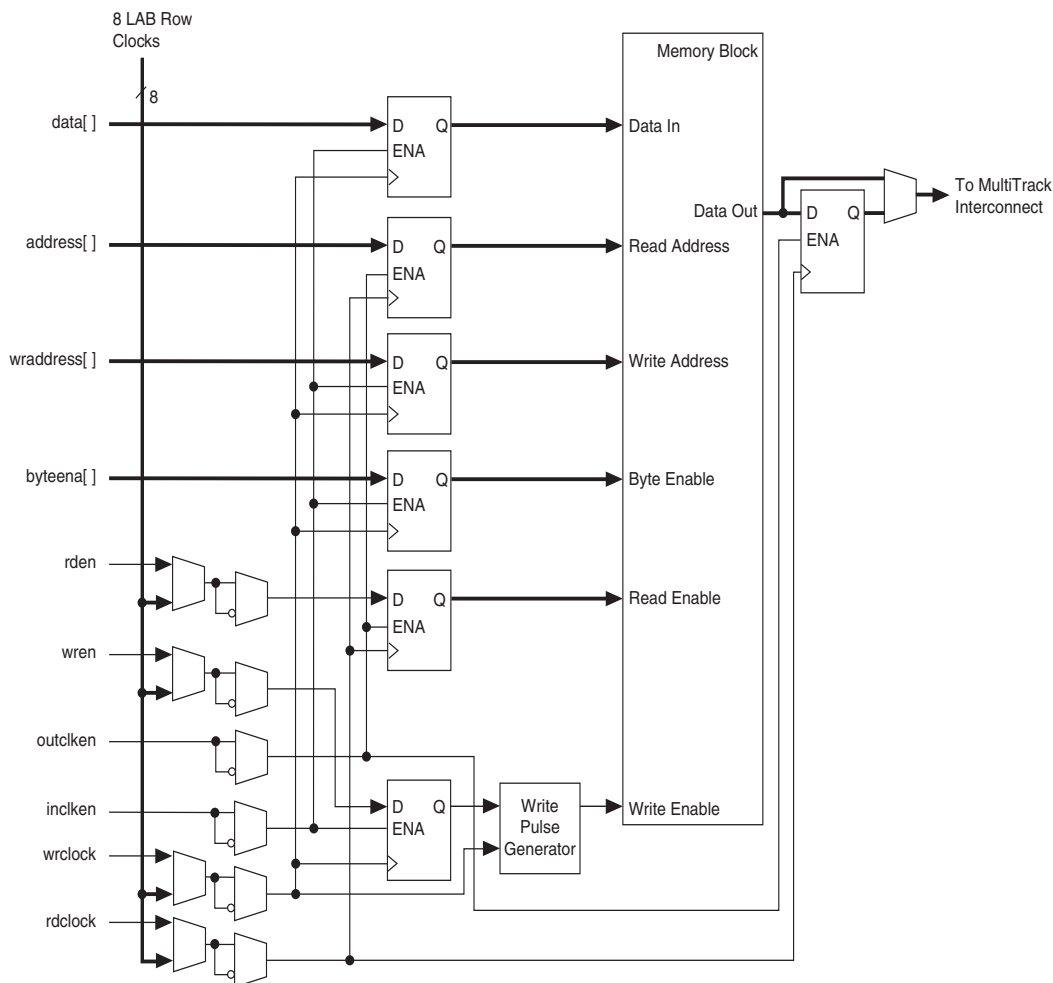 8 LAB Row
Clocks
8
Memory Block
data[ ]
D Q
ENA
Data In
To MultiTrack
Interconnect
Data Out
D Q
ENA
address[ ]
D Q
ENA
Read Address
wraddress[ ]
D Q
ENA
Write Address
byteena[ ]
D Q
ENA
Byte Enable
rden
D Q
ENA
Read Enable
wren
outclken
inclken
D Q
ENA
Write
Pulse
Generator
Write Enable
wrclock
rdclock